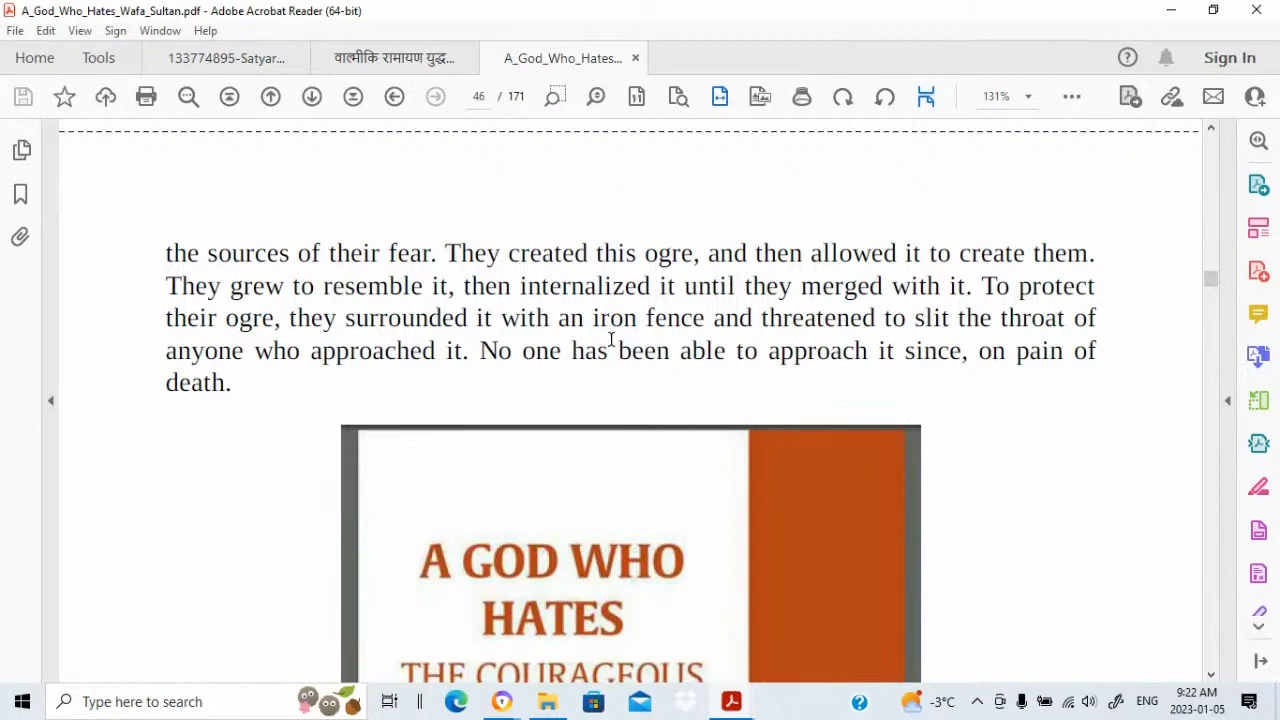 A_God_Who_Hates_Wafa_Sultan.pdf - Adobe Acrobat Reader (64-bit)
File Edit View Sign Window Help
Home Tools 133774895-Satyar... वाल्मीकि रामायण युद्ध... A_God_Who_Hates... × Sign In
46 / 171 131%
the sources of their fear. They created this ogre, and then allowed it to create them.
They grew to resemble it, then internalized it until they merged with it. To protect
their ogre, they surrounded it with an iron fence and threatened to slit the throat of
anyone who approached it. No one has been able to approach it since, on pain of
death.
A GOD WHO
HATES
THE COURAGEOUS
Type here to search -3°C ENG 9:22 AM
2023-01-05